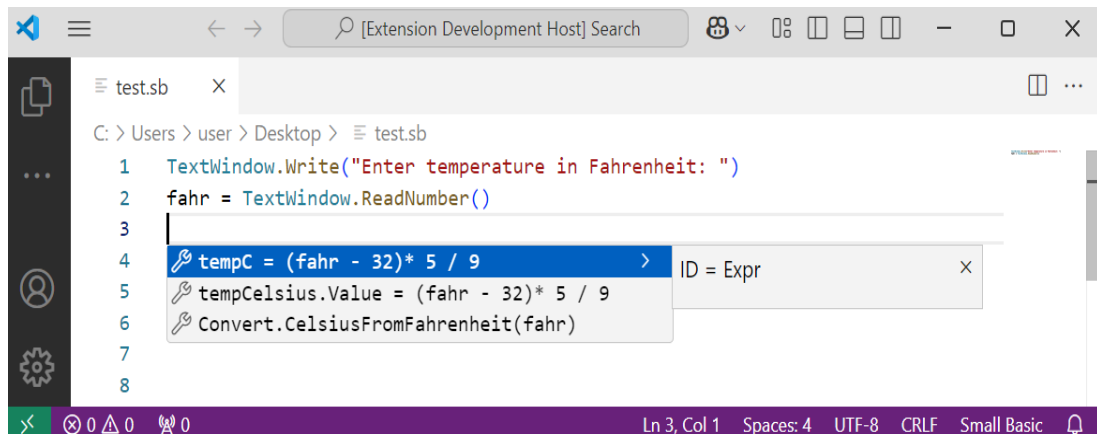 [Extension Development Host] Search
test.sb
C: > Users > user > Desktop > test.sb
1 TextWindow.Write("Enter temperature in Fahrenheit: ")
2 fahr = TextWindow.ReadNumber()
3
4 tempC = (fahr - 32)* 5 / 9 > ID = Expr
5 tempCelsius.Value = (fahr - 32)* 5 / 9
6 Convert.CelsiusFromFahrenheit(fahr)
7
8
0 0 0 Ln 3, Col 1 Spaces: 4 UTF-8 CRLF Small Basic